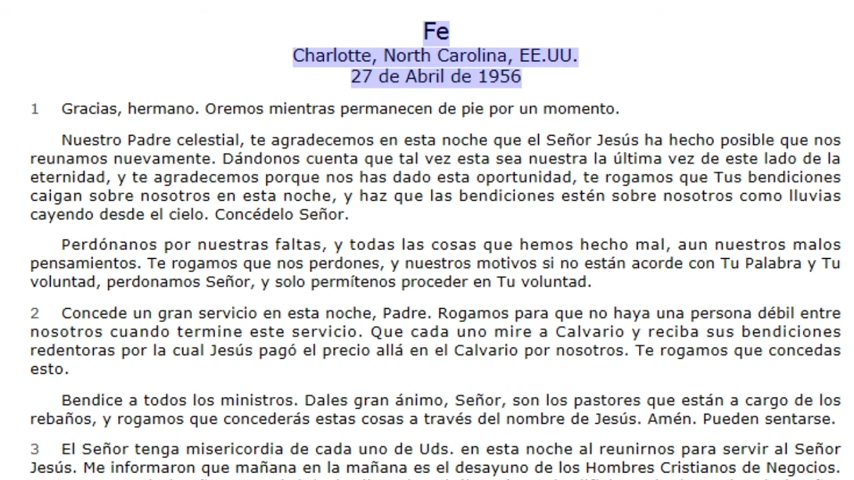 Fe
Charlotte, North Carolina, EE.UU.
27 de Abril de 1956
1 Gracias, hermano. Oremos mientras permanecen de pie por un momento.
Nuestro Padre celestial, te agradecemos en esta noche que el Señor Jesús ha hecho posible que nos
reunamos nuevamente. Dándonos cuenta que tal vez esta sea nuestra la última vez de este lado de la
eternidad, y te agradecemos porque nos has dado esta oportunidad, te rogamos que Tus bendiciones
caigan sobre nosotros en esta noche, y haz que las bendiciones estén sobre nosotros como lluvias
cayendo desde el cielo. Concédelo Señor.
Perdónanos por nuestras faltas, y todas las cosas que hemos hecho mal, aun nuestros malos
pensamientos. Te rogamos que nos perdones, y nuestros motivos si no están acorde con Tu Palabra y Tu
voluntad, perdonamos Señor, y solo permítenos proceder en Tu voluntad.
2 Concede un gran servicio en esta noche, Padre. Rogamos para que no haya una persona débil entre
nosotros cuando termine este servicio. Que cada uno mire a Calvario y reciba sus bendiciones
redentoras por la cual Jesús pagó el precio allá en el Calvario por nosotros. Te rogamos que concedas
esto.
Bendice a todos los ministros. Dales gran ánimo, Señor, son los pastores que están a cargo de los
rebaños, y rogamos que concederás estas cosas a través del nombre de Jesús. Amén. Pueden sentarse.
3 El Señor tenga misericordia de cada uno de Uds. en esta noche al reunirnos para servir al Señor
Jesús. Me informaron que mañana en la mañana es el desayuno de los Hombres Cristianos de Negocios.